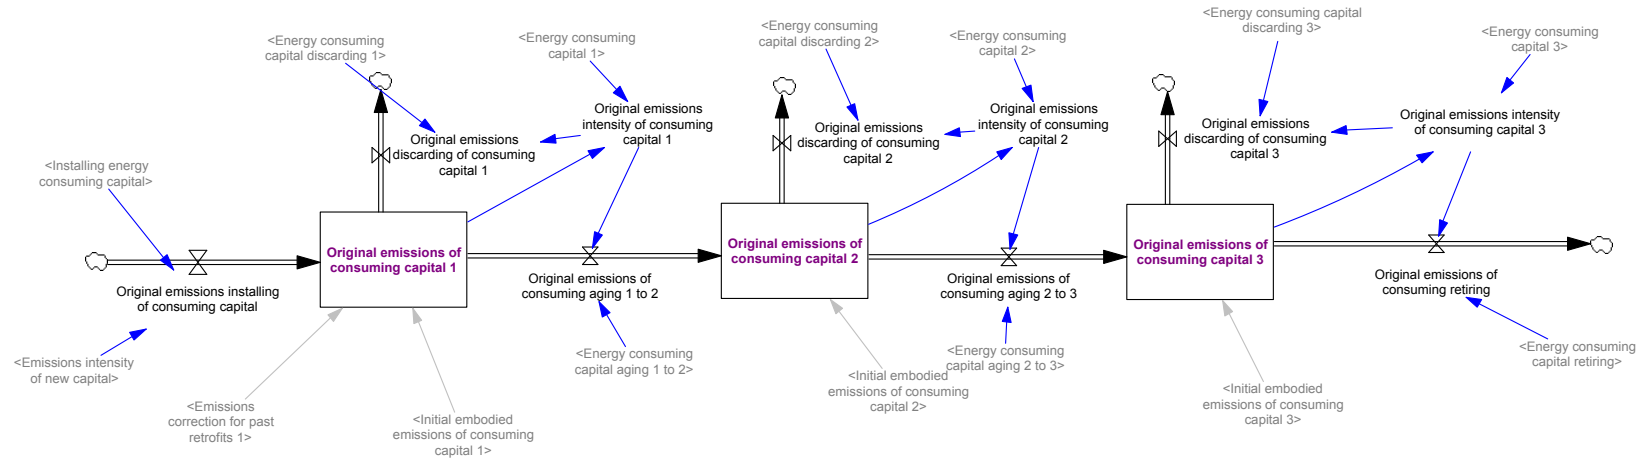 <Energy consuming
capital discarding 1>
<Energy consuming
capital 1>
<Energy consuming
capital discarding 2>
<Energy consuming
capital 2>
<Energy consuming capital
discarding 3>
<Energy consuming
capital 3>
Original emissions
discarding of consuming
capital 1
Original emissions
intensity of consuming
capital 1
Original emissions
discarding of consuming
capital 2
Original emissions
intensity of consuming
capital 2
Original emissions
discarding of consuming
capital 3
Original emissions intensity
of consuming capital 3
<Installing energy
consuming capital>
Original emissions of
consuming capital 1
Original emissions of
consuming capital 2
Original emissions of
consuming capital 3
Original emissions installing
of consuming capital
Original emissions of
consuming aging 1 to 2
Original emissions of
consuming aging 2 to 3
Original emissions of
consuming retiring
<Emissions intensity
of new capital>
<Energy consuming
capital aging 1 to 2>
<Energy consuming
capital aging 2 to 3>
<Energy consuming
capital retiring>
<Emissions
correction for past
retrofits 1>
<Initial embodied
emissions of consuming
capital 1>
<Initial embodied
emissions of consuming
capital 2>
<Initial embodied
emissions of consuming
capital 3>